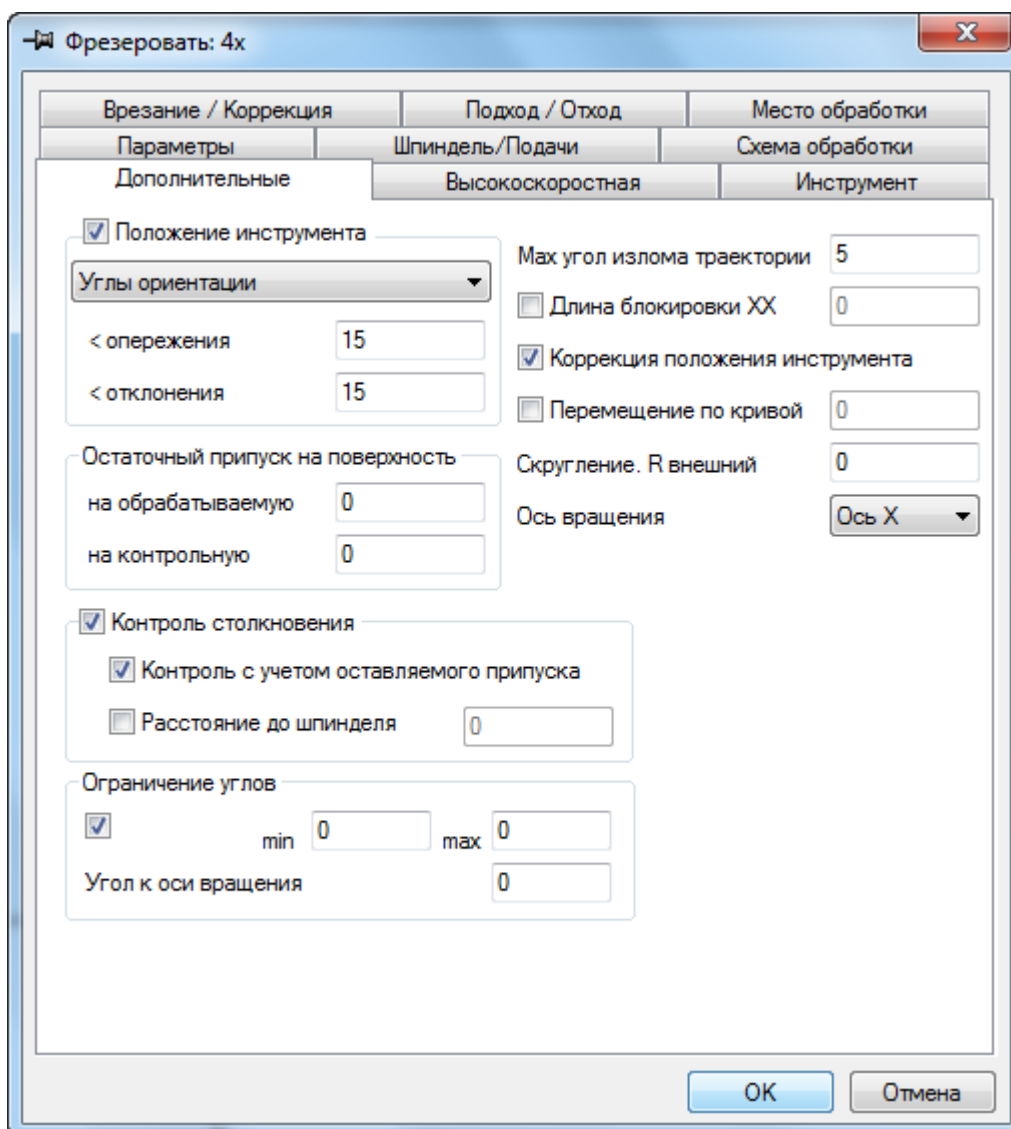 Фрезеровать: 4x
Врезание / Коррекция
Подход / Отход
Место обработки
Параметры
Шпиндель/Подачи
Схема обработки
Дополнительные
Высокоскоростная
Инструмент
Положение инструмента
Углы ориентации
< опережения 15
< отклонения 15
Остаточный припуск на поверхность
на обрабатываемую 0
на контрольную 0
Max угол излома траектории 5
Длина блокировки XX 0
Коррекция положения инструмента
Перемещение по кривой 0
Скругление. R внешний 0
Ось вращения Ось X
Контроль столкновения
Контроль с учетом оставляемого припуска
Расстояние до шпинделя 0
Ограничение углов
min 0 max 0
Угол к оси вращения 0
OK
Отмена